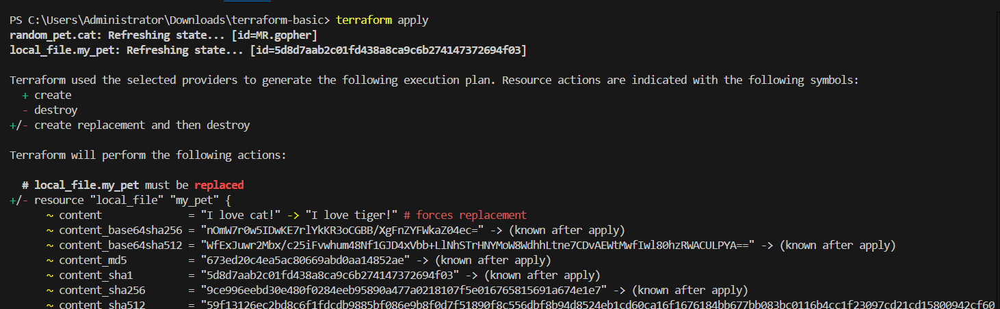 PS C:\Users\Administrator\Downloads\terraform-basic> terraform apply
random_pet.cat: Refreshing state... [id=MR.gopher]
local_file.my_pet: Refreshing state... [id=5d8d7aab2c01fd438a8ca9c6b274147372694f03]
Terraform used the selected providers to generate the following execution plan. Resource actions are indicated with the following symbols:
+ create
- destroy
+/- create replacement and then destroy
Terraform will perform the following actions:
# local_file.my_pet must be replaced
+/- resource "local_file" "my_pet" {
~ content = "I love cat!" -> "I love tiger!" # forces replacement
~ content_base64sha256 = "nOmW7r0w5IDwKE7rlYkKR3oCGBB/XgFnZYFWkaZ04ec=" -> (known after apply)
~ content_base64sha512 = "WfExJuwr2Mbx/c25iFvwhum48Nf1GJD4xVbb+LlNhSTrHNYMoW8WdhhLtne7CDvAEWtMwfIwl80hzRWACULPYA==" -> (known after apply)
~ content_md5 = "673ed20c4ea5ac80669abd0aa14852ae" -> (known after apply)
~ content_sha1 = "5d8d7aab2c01fd438a8ca9c6b274147372694f03" -> (known after apply)
~ content_sha256 = "9ce996eebd30e480f0284eeb95890a477a0218107f5e016765815691a674e1e7" -> (known after apply)
~ content_sha512 = "59f13126ec2bd8c6f1fdcdb9885bf086e9b8f0d7f51890f8c556dbf8b94d8524eb1cd60ca16f1676184bb677bb083bc0116b4cc1f23097cd21cd15800942cf60